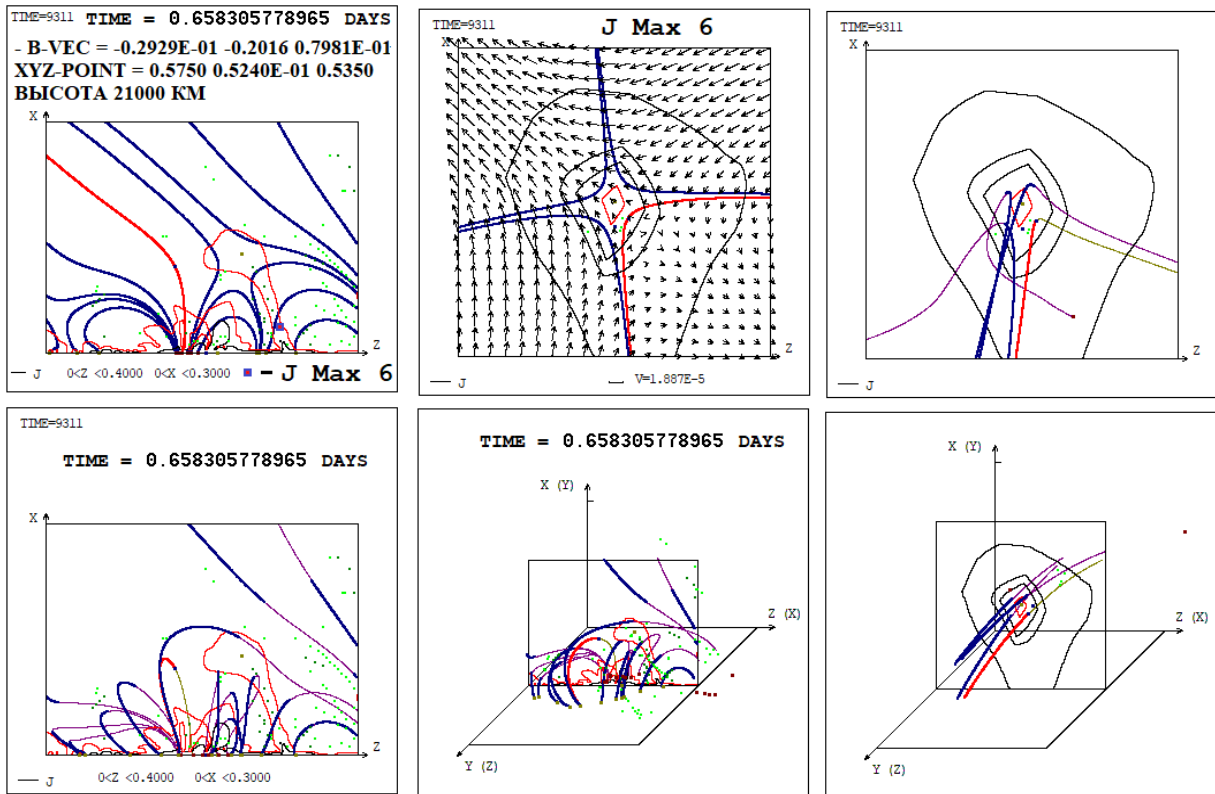 TIME=9311 TIME = 0.658305778965 DAYS
- B-VEC = -0.2929E-01 -0.2016 0.7981E-01
XYZ-POINT = 0.5750 0.5240E-01 0.5350
ВЫСОТА 21000 КМ
X
Z
— J 0<Z <0.4000 0<X <0.3000 - J Max 6
TIME=9311
J Max 6
X
Z
— J V=1.887E-5
TIME=9311
X
Z
— J
TIME=9311
TIME = 0.658305778965 DAYS
X
Z
— J 0<Z <0.4000 0<X <0.3000
TIME = 0.658305778965 DAYS
X (Y)
Z (X)
Y (Z)
X (Y)
Z (X)
Y (Z)